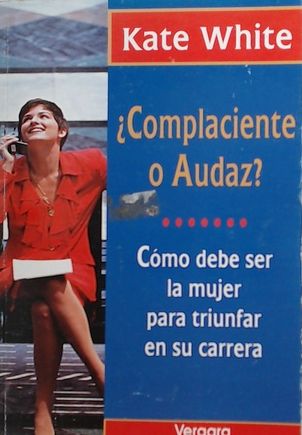 Kate White
¿Complaciente
o Audaz?
Cómo debe ser
la mujer
para triunfar
en su carrera
Vergara